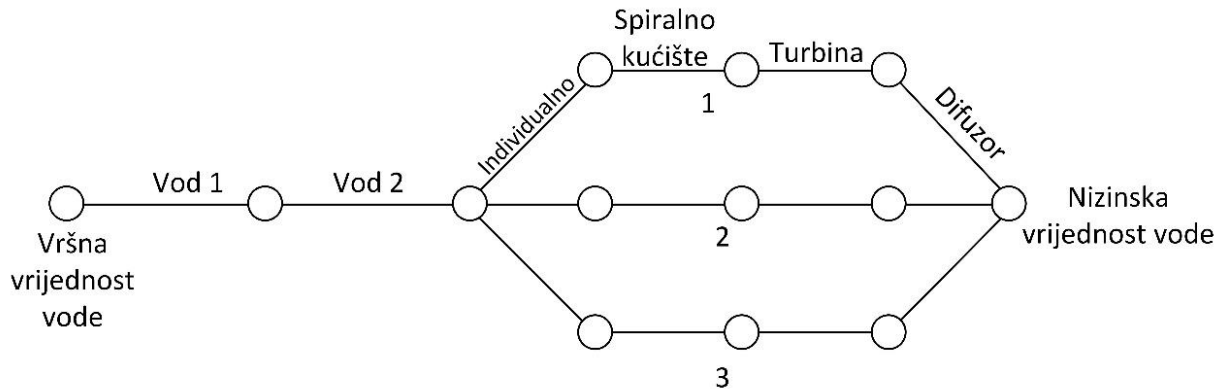 Spiralno
kućište
Turbina
1
Individualno
Difuzor
Vod 1
Vod 2
2
Vršna
vrijednost
vode
Nizinska
vrijednost vode
3